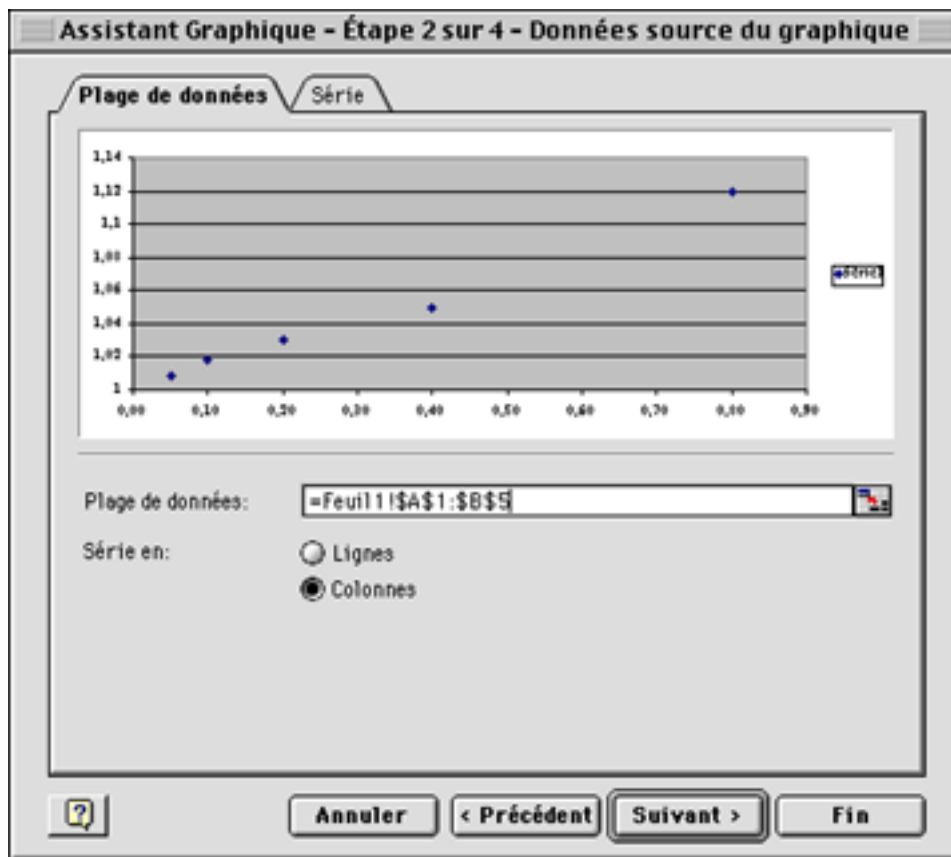 Assistant Graphique - Étape 2 sur 4 - Données source du graphique
Plage de données
Série
1,14
1,12
1,1
1,08
1,06
1,04
1,02
1
0,00 0,10 0,20 0,30 0,40 0,50 0,60 0,70 0,80 0,90
Série1
Plage de données: =Feuil1!$A$1:$B$5
Série en:
Lignes
Colonnes
?
Annuler
< Précédent
Suivant >
Fin